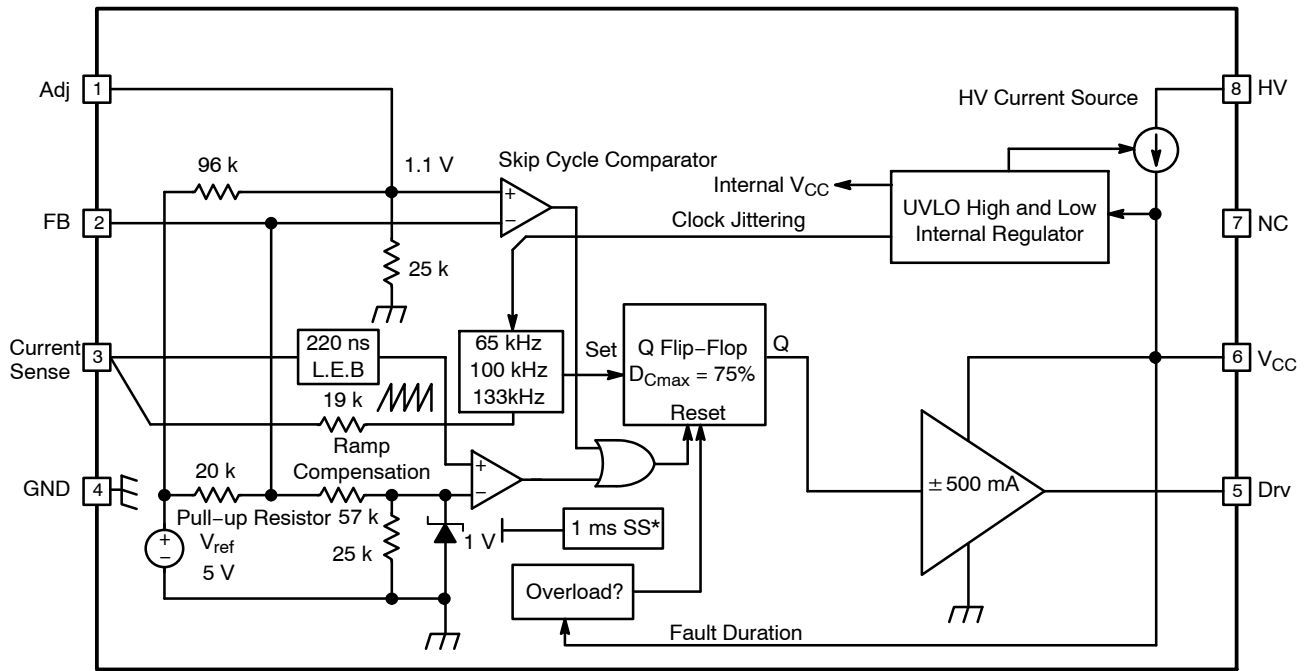 Adj
1
8
HV
HV Current Source
96 k
1.1 V
Skip Cycle Comparator
+
−
Internal VCC
UVLO High and Low
Internal Regulator
FB
2
7
NC
Clock Jittering
25 k
Current
Sense
3
220 ns
L.E.B
65 kHz
100 kHz
133kHz
Set
Q Flip−Flop
DCmax = 75%
Reset
Q
6
VCC
19 k
Ramp
Compensation
+
−
GND
4
20 k
Pull−up Resistor
57 k
± 500 mA
5
Drv
+
−
Vref
5 V
25 k
1 V
1 ms SS*
Overload?
Fault Duration